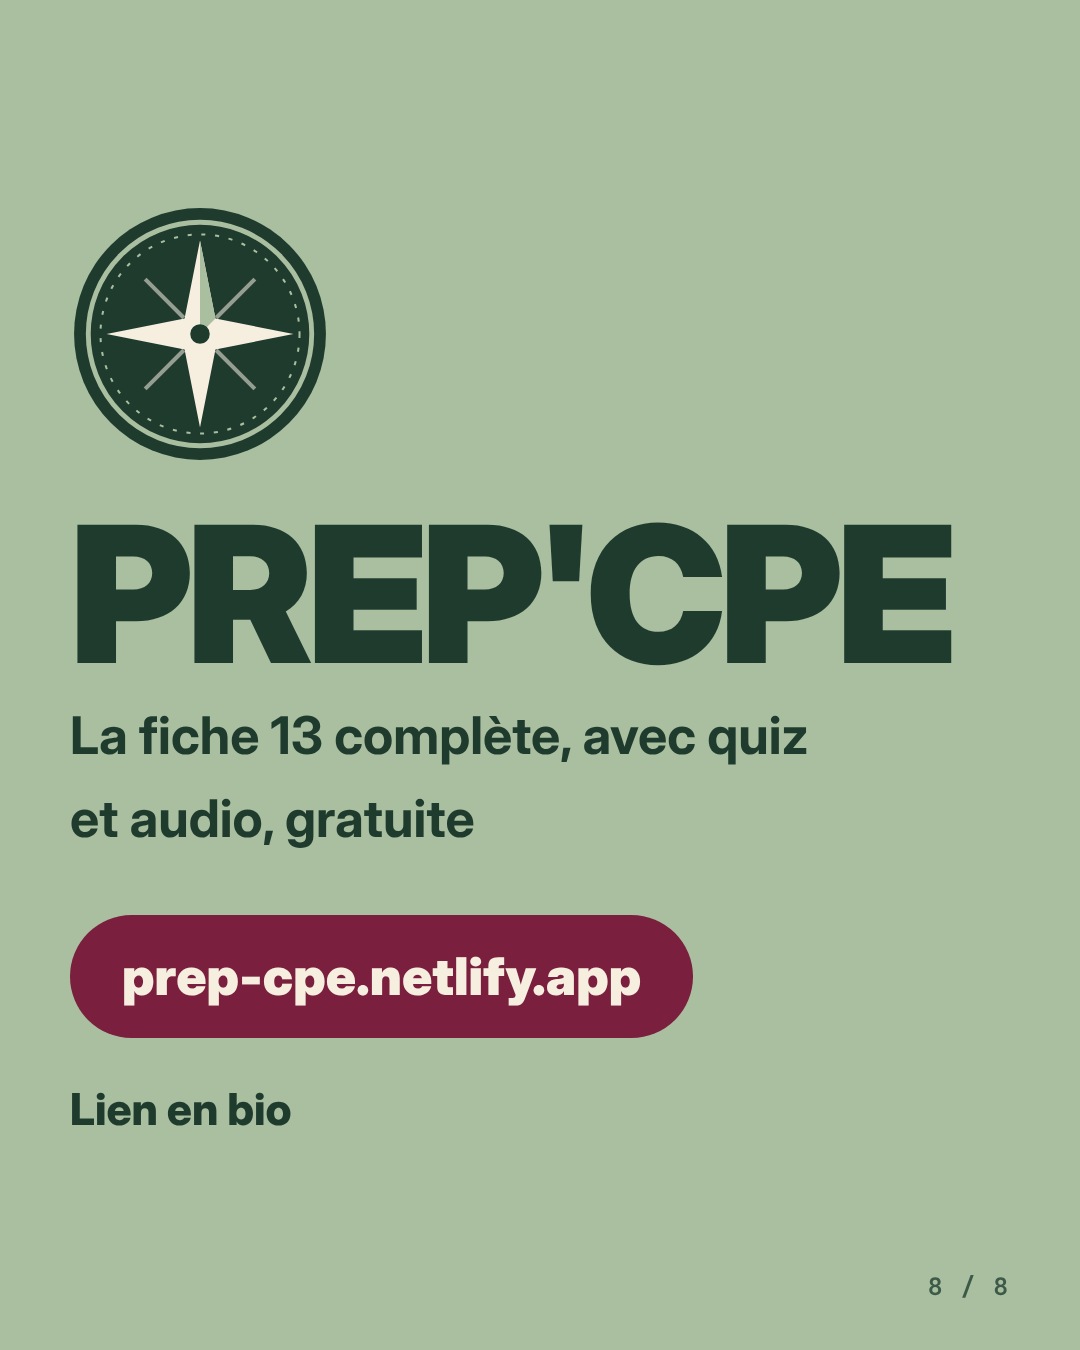 PREP'CPE
La fiche 13 complète, avec quiz
et audio, gratuite
prep-cpe.netlify.app
Lien en bio
8 / 8